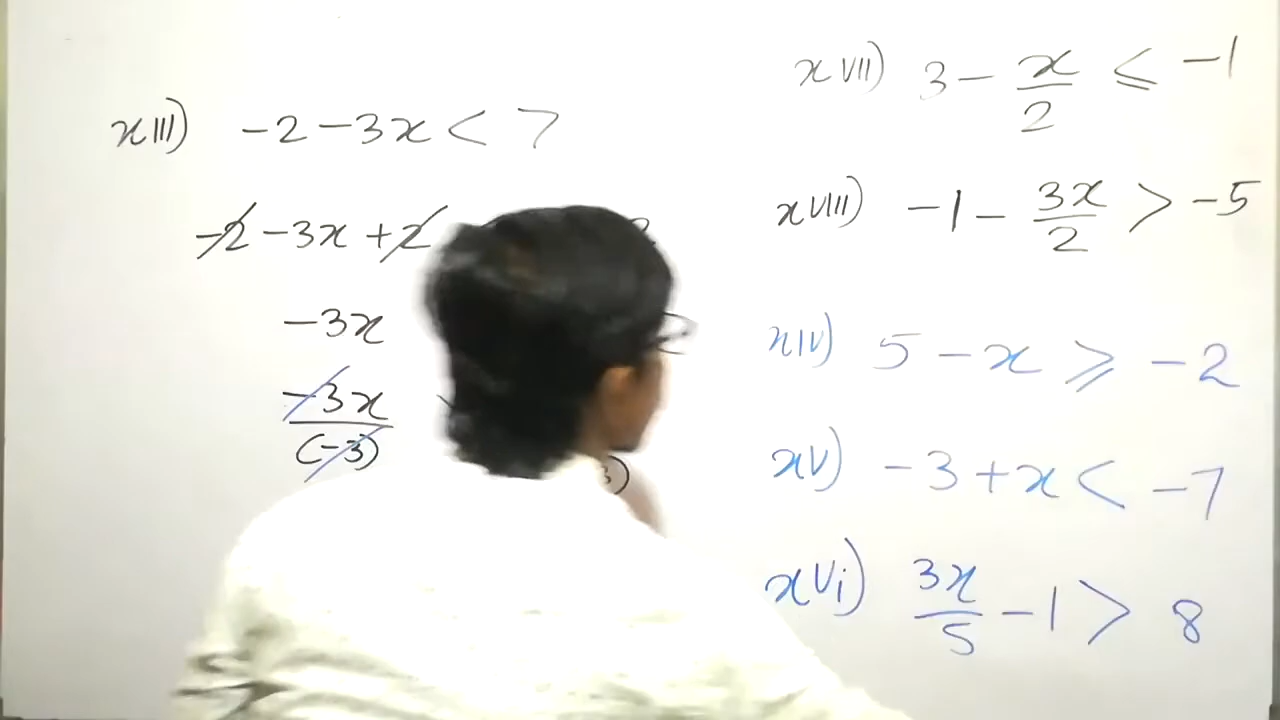 xIII) -2 - 3x < 7
-2 - 3x + 2
-3x
-3x
(-3)
xVII) 3 - x/2 ≤ -1
xVIII) -1 - 3x/2 > -5
xIV) 5 - x ≥ -2
xV) -3 + x < -7
xVi) 3x/5 - 1 > 8